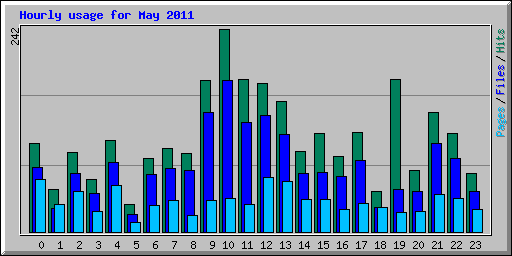 Hourly usage for May 2011
242
Pages/Files/Hits
0 1 2 3 4 5 6 7 8 9 10 11 12 13 14 15 16 17 18 19 20 21 22 23